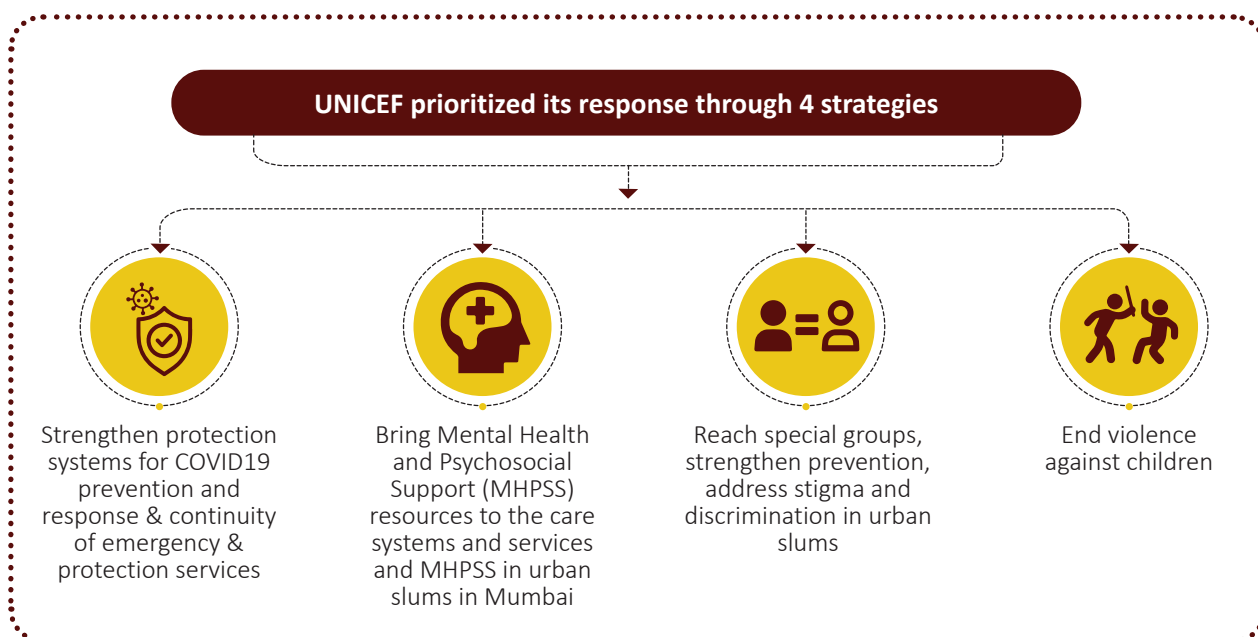 UNICEF prioritized its response through 4 strategies
Strengthen protection
systems for COVID19
prevention and
response & continuity
of emergency &
protection services
Bring Mental Health
and Psychosocial
Support (MHPSS)
resources to the care
systems and services
and MHPSS in urban
slums in Mumbai
Reach special groups,
strengthen prevention,
address stigma and
discrimination in urban
slums
End violence
against children